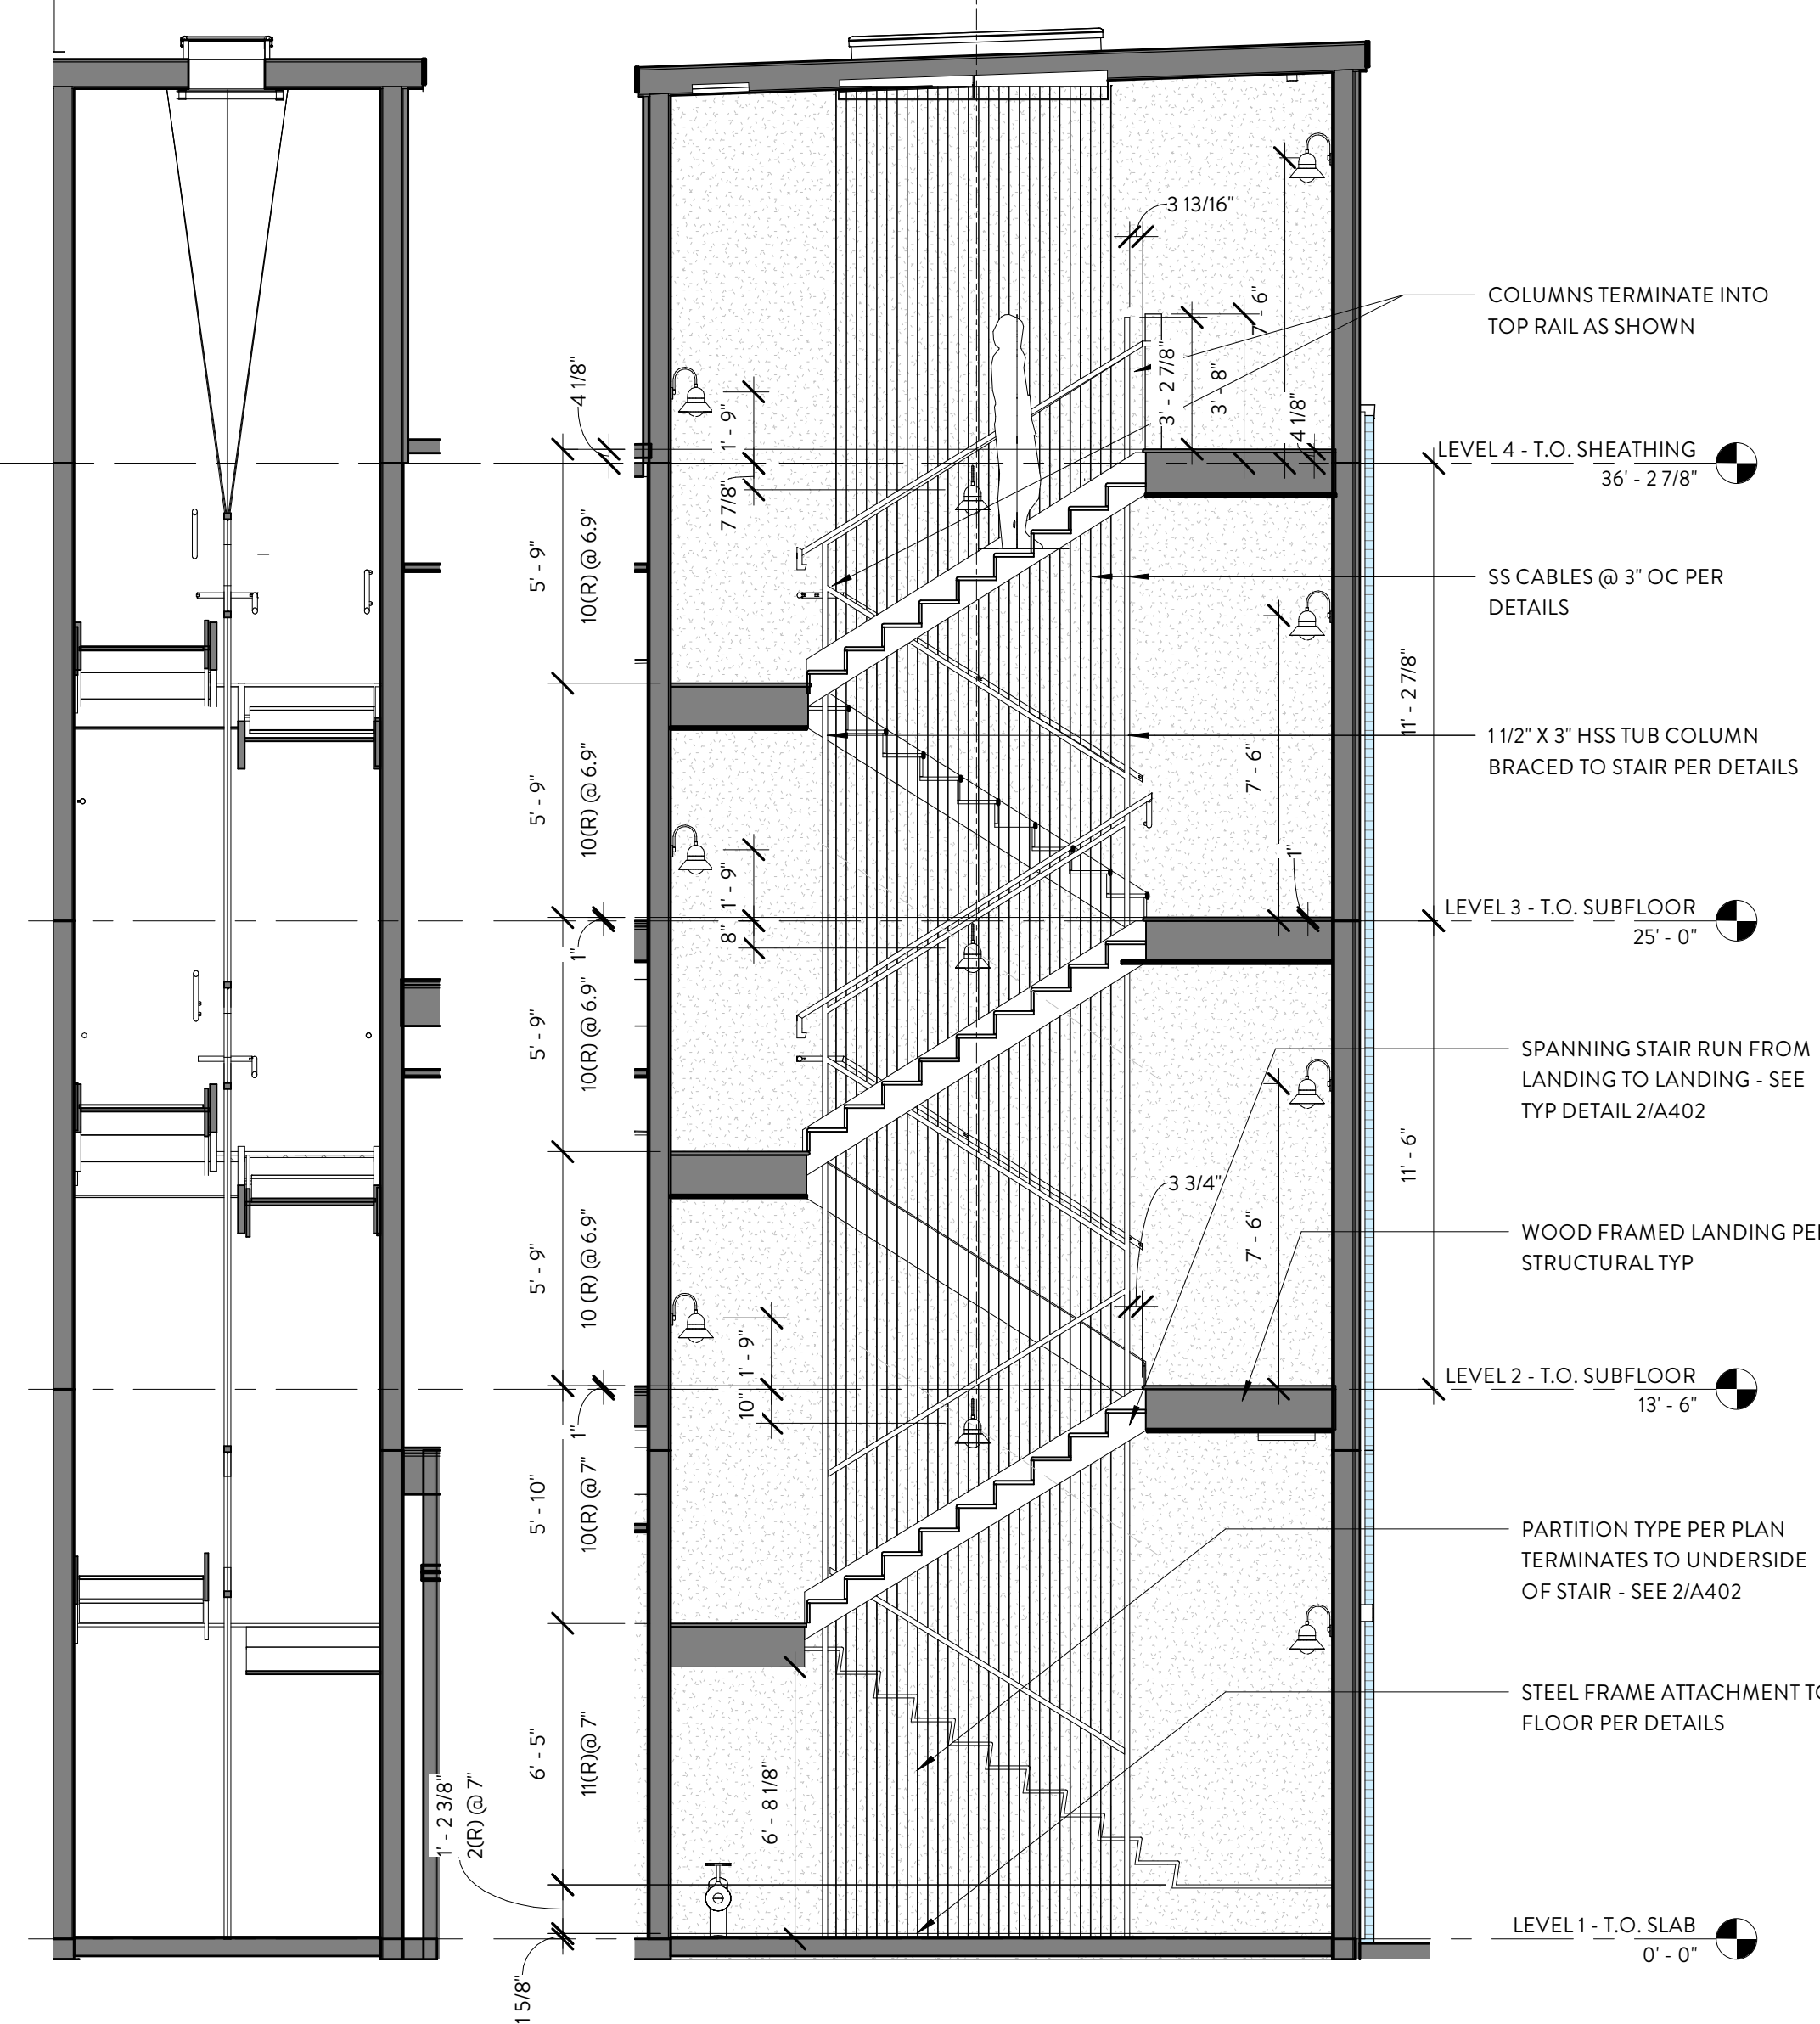 3 13/16"
COLUMNS TERMINATE INTO
TOP RAIL AS SHOWN
7' - 6"
3' - 2 7/8"
3' - 8"
4 1/8"
4 1/8"
1' - 9"
7 7/8"
LEVEL 4 - T.O. SHEATHING
36' - 2 7/8"
5' - 9"
10(R) @ 6.9"
SS CABLES @ 3" OC PER
DETAILS
11' - 2 7/8"
1 1/2" X 3" HSS TUB COLUMN
BRACED TO STAIR PER DETAILS
5' - 9"
10(R) @ 6.9"
7' - 6"
1' - 9"
8"
1"
1"
LEVEL 3 - T.O. SUBFLOOR
25' - 0"
5' - 9"
10(R) @ 6.9"
SPANNING STAIR RUN FROM
LANDING TO LANDING - SEE
TYP DETAIL 2/A402
11' - 6"
3 3/4"
5' - 9"
10 (R) @ 6.9"
7' - 6"
WOOD FRAMED LANDING
STRUCTURAL TYP
1' - 9"
10"
1"
LEVEL 2 - T.O. SUBFLOOR
13' - 6"
5' - 10"
10(R) @ 7"
PARTITION TYPE PER PLAN
TERMINATES TO UNDERSIDE
OF STAIR - SEE 2/A402
6' - 5"
11(R)@ 7"
STEEL FRAME ATTACHMENT
FLOOR PER DETAILS
6' - 8 1/8"
1' - 2 3/8"
2(R) @ 7"
LEVEL 1 - T.O. SLAB
0' - 0"
1 5/8"